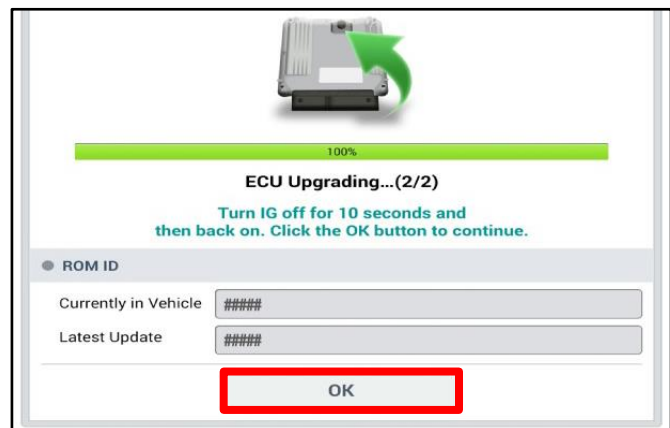 100%
ECU Upgrading...(2/2)
Turn IG off for 10 seconds and
then back on. Click the OK button to continue.
ROM ID
Currently in Vehicle #####
Latest Update #####
OK